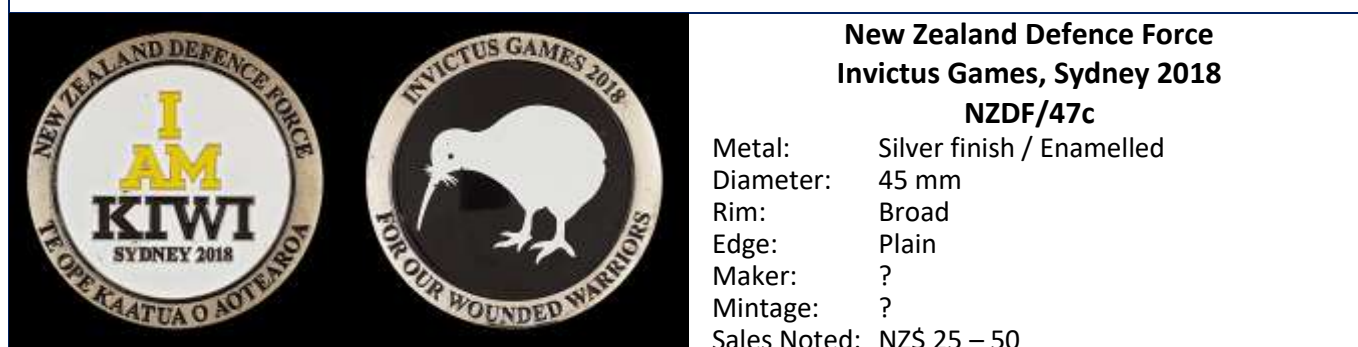 NEW ZEALAND DEFENCE FORCE
I
AM
KIWI
SYDNEY 2018
TE OPE KAATUA O AOTEAROA
INVICTUS GAMES 2018
FOR OUR WOUNDED WARRIORS
New Zealand Defence Force
Invictus Games, Sydney 2018
NZDF/47c
Metal: Silver finish / Enamelled
Diameter: 45 mm
Rim: Broad
Edge: Plain
Maker: ?
Mintage: ?
Sales Noted: NZ$ 25 – 50